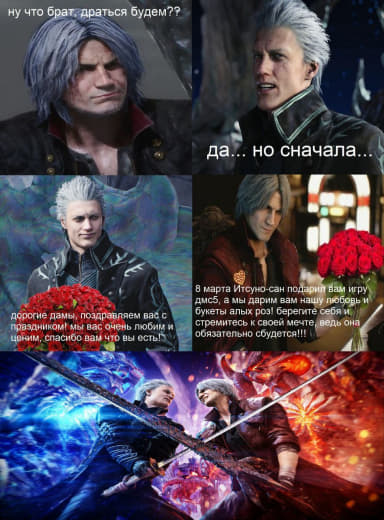 ну что брат, драться будем??
да... но сначала...
дорогие дамы, поздравляем вас с
праздником! мы вас очень любим и
ценим, спасибо вам что вы есть!
8 марта Итсуно-сан подарил вам игру
дмс5, а мы дарим вам нашу любовь и
букеты алых роз! берегите себя и
стремитесь к своей мечте, ведь она
обязательно сбудется!!!